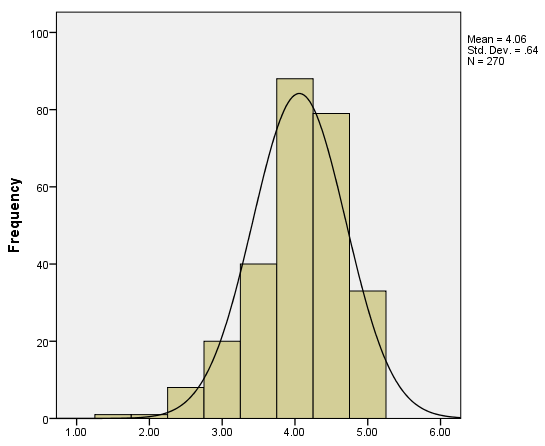 Mean = 4.06
Std. Dev. = .64
N = 270
100
80
60
40
20
0
Frequency
1.00 2.00 3.00 4.00 5.00 6.00